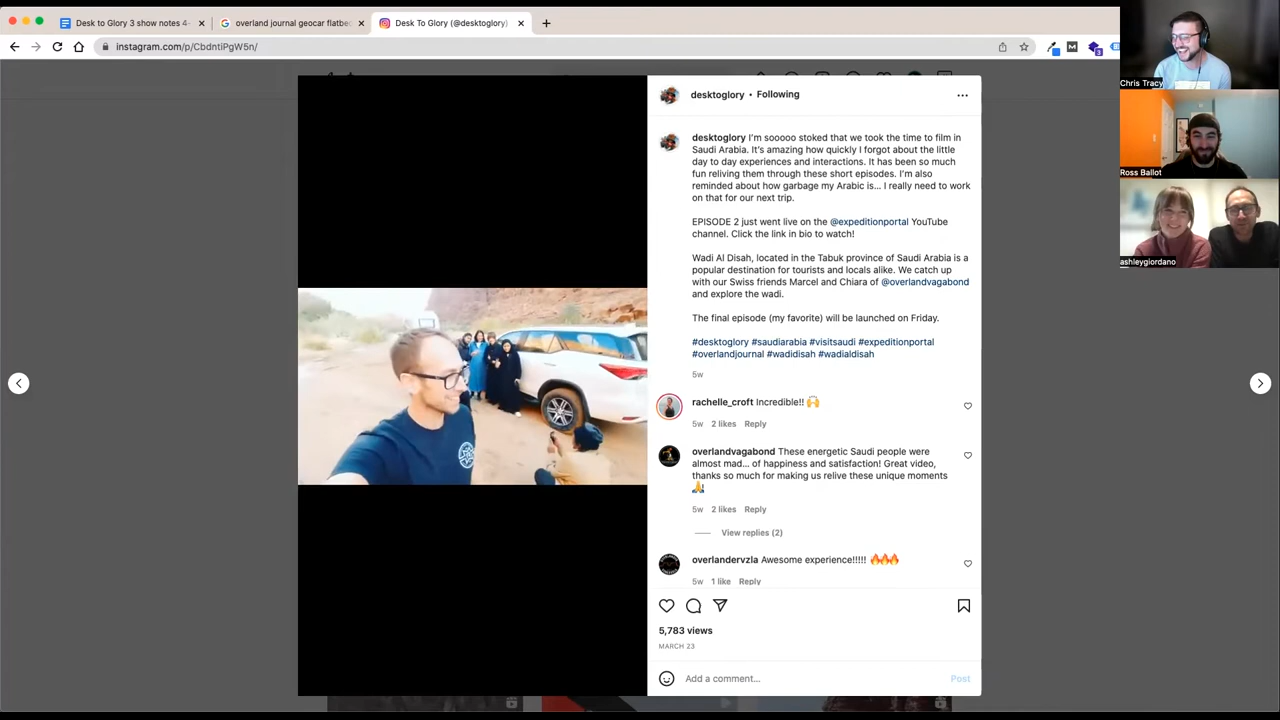 Desk to Glory 3 show notes 4-
overland journal geocar flatbed
Desk To Glory (@desktoglory)
instagram.com/p/CbdntiPgW5n/
Chris Tracy
Ross Ballot
ashleygiordano
desktoglory • Following
desktoglory I'm sooooo stoked that we took the time to film in
Saudi Arabia. It's amazing how quickly I forgot about the little
day to day experiences and interactions. It has been so much
fun reliving them through these short episodes. I'm also
reminded about how garbage my Arabic is... I really need to work
on that for our next trip.
EPISODE 2 just went live on the @expeditionportal YouTube
channel. Click the link in bio to watch!
Wadi Al Disah, located in the Tabuk province of Saudi Arabia is a
popular destination for tourists and locals alike. We catch up
with our Swiss friends Marcel and Chiara of @overlandvagabond
and explore the wadi.
The final episode (my favorite) will be launched on Friday.
#desktoglory #saudiarabia #visitsaudi #expeditionportal
#overlandjournal #wadidisah #wadialdisah
5w
rachelle_croft Incredible!! 🙌
5w 2 likes Reply
overlandvagabond These energetic Saudi people were
almost mad... of happiness and satisfaction! Great video,
thanks so much for making us relive these unique moments
🙏
5w 2 likes Reply
View replies (2)
overlandervzla Awesome experience!!!!! 🔥🔥🔥
5w 1 like Reply
5,783 views
MARCH 23
Add a comment...
Post